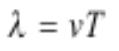 λ = vT